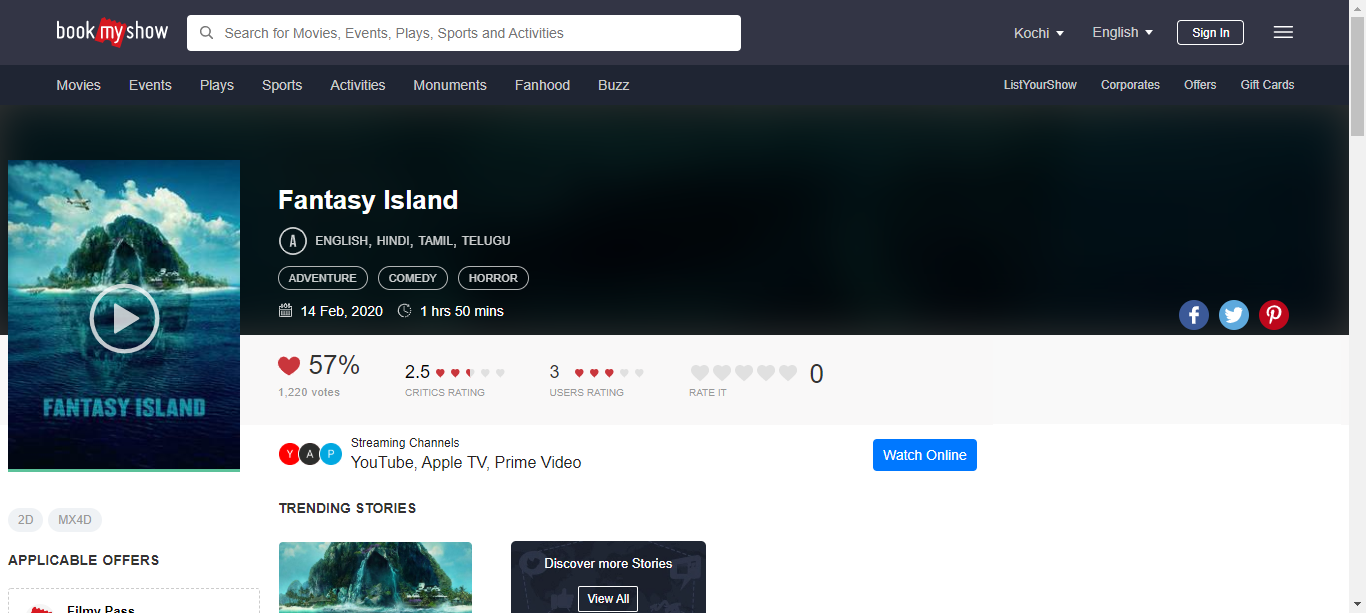 book my show
Search for Movies, Events, Plays, Sports and Activities
Kochi
English
Sign In
Movies Events Plays Sports Activities Monuments Fanhood Buzz
ListYourShow Corporates Offers Gift Cards
FANTASY ISLAND
Fantasy Island
A ENGLISH, HINDI, TAMIL, TELUGU
ADVENTURE COMEDY HORROR
14 Feb, 2020 1 hrs 50 mins
57%
1,220 votes
2.5
CRITICS RATING
3
USERS RATING
0
RATE IT
Y A P
Streaming Channels
YouTube, Apple TV, Prime Video
Watch Online
2D MX4D
APPLICABLE OFFERS
Filmy Pass
TRENDING STORIES
Discover more Stories
View All